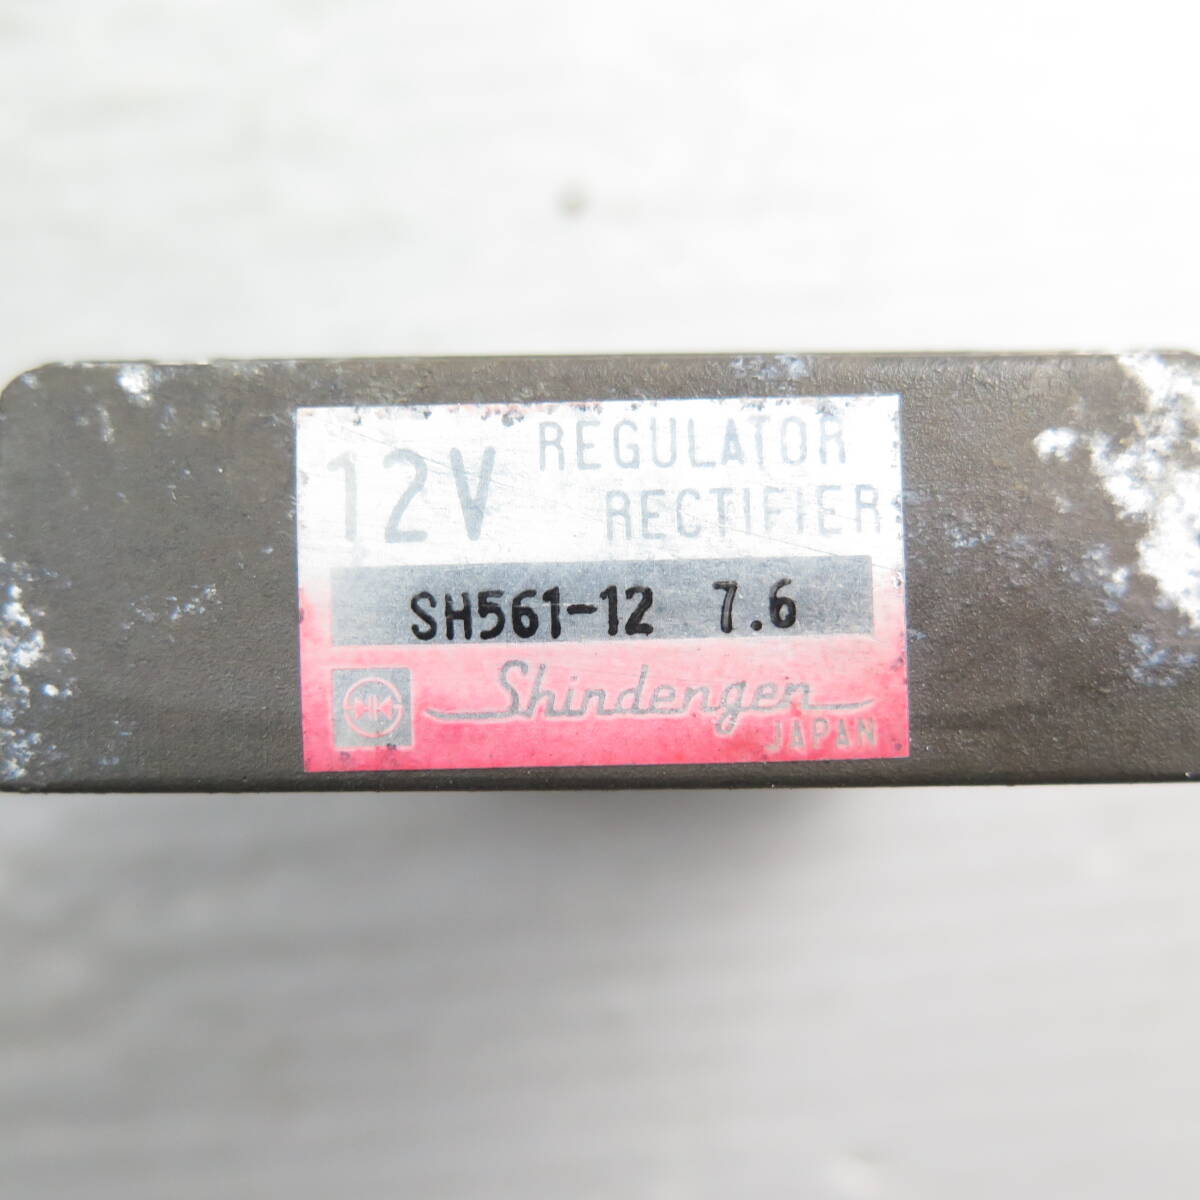 12V REGULATOR
RECTIFIER
SH561-12 7.6
Shindengen
JAPAN